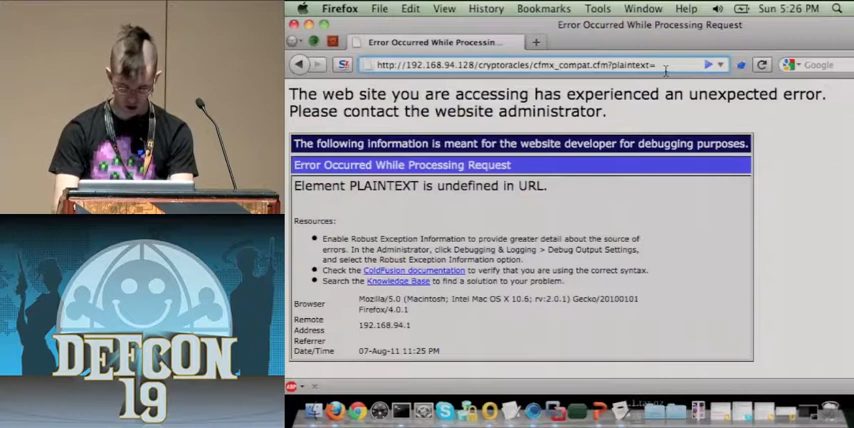 Firefox File Edit View History Bookmarks Tools Window Help Sun 5:26 PM
Error Occurred While Processing Request
Error Occurred While Processin...
http://192.168.94.128/cryptoracles/cfmx_compat.cfm?plaintext=
Google
The web site you are accessing has experienced an unexpected error.
Please contact the website administrator.
The following information is meant for the website developer for debugging purposes.
Error Occurred While Processing Request
Element PLAINTEXT is undefined in URL.
Resources:
Enable Robust Exception Information to provide greater detail about the source of
errors. In the Administrator, click Debugging & Logging > Debug Output Settings,
and select the Robust Exception Information option.
Check the ColdFusion documentation to verify that you are using the correct syntax.
Search the Knowledge Base to find a solution to your problem.
Browser Mozilla/5.0 (Macintosh; Intel Mac OS X 10.6; rv:2.0.1) Gecko/20100101
Firefox/4.0.1
Remote
Address 192.168.94.1
Referrer
Date/Time 07-Aug-11 11:25 PM
ABP
DEFCON
19